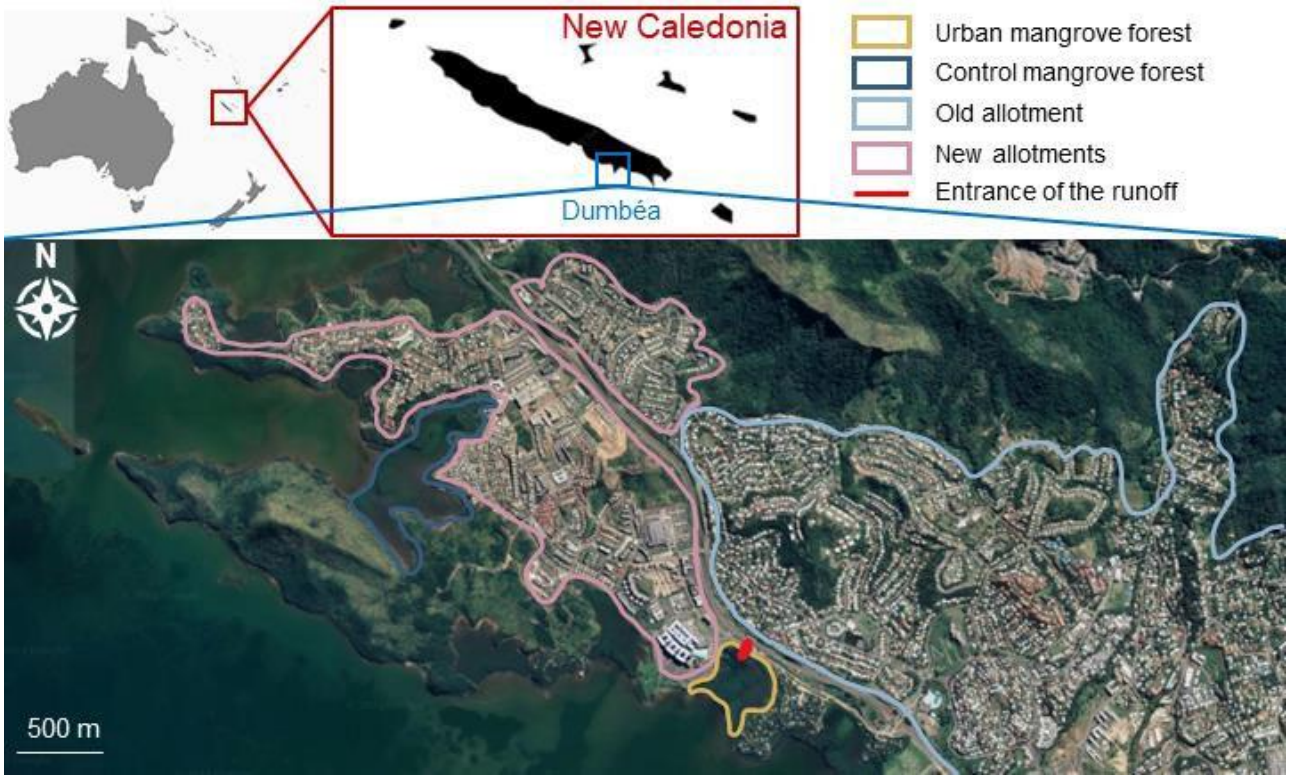 New Caledonia
Dumbéa
Urban mangrove forest
Control mangrove forest
Old allotment
New allotments
Entrance of the runoff
N
500 m